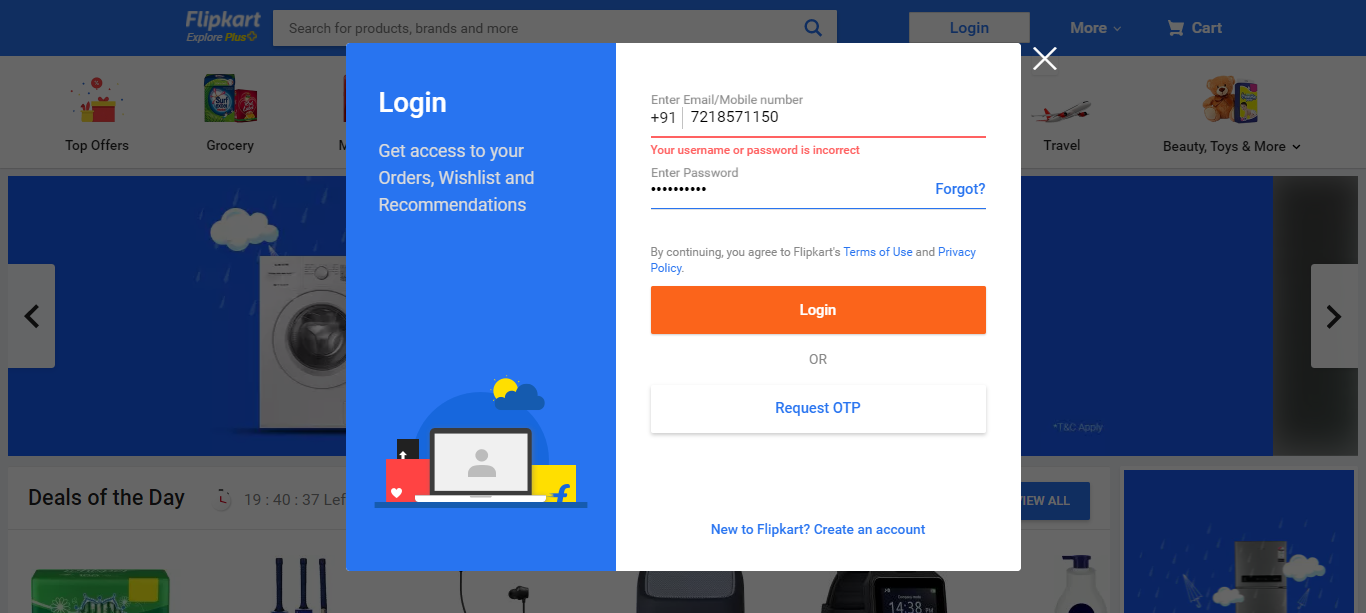 Flipkart
Explore Plus
Search for products, brands and more
Login
More
Cart
Top Offers
Grocery
M
Travel
Beauty, Toys & More
Login
Get access to your
Orders, Wishlist and
Recommendations
Enter Email/Mobile number
+91 7218571150
Your username or password is incorrect
Enter Password
••••••••••
Forgot?
By continuing, you agree to Flipkart's Terms of Use and Privacy
Policy.
Login
OR
Request OTP
New to Flipkart? Create an account
*T&C Apply
Deals of the Day
19 : 40 : 37 Lef
VIEW ALL
14:38